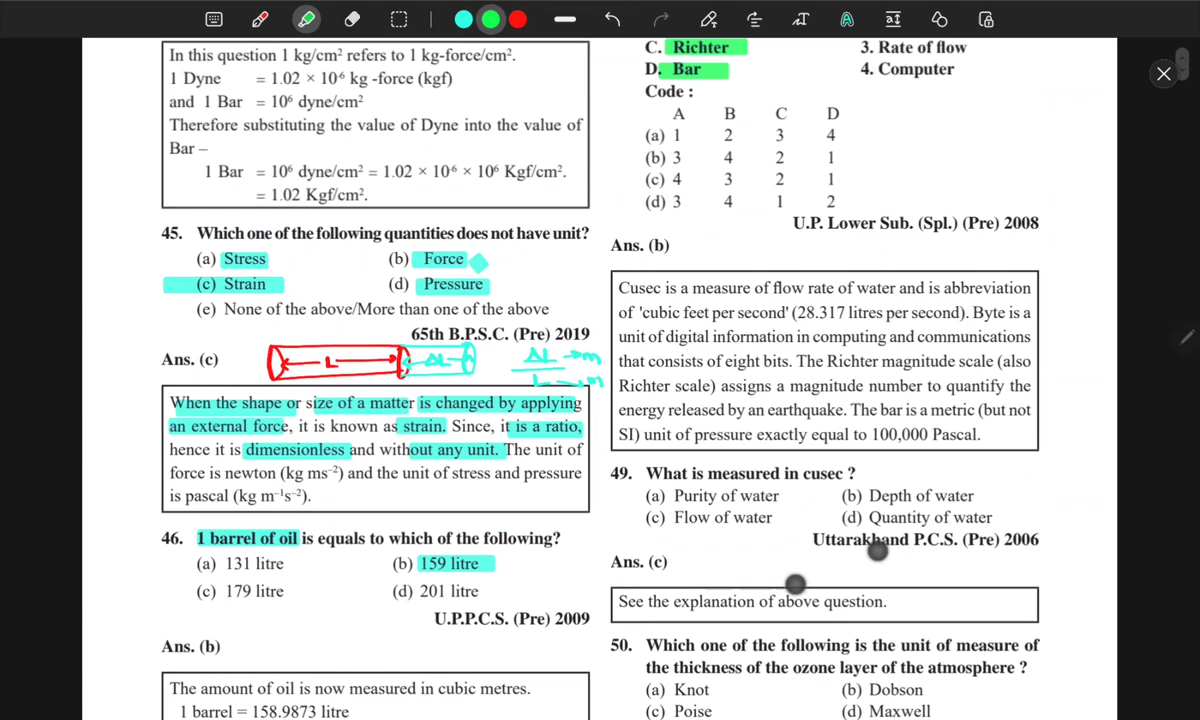 In this question 1 kg/cm² refers to 1 kg-force/cm².
1 Dyne = 1.02 × 10⁻⁶ kg -force (kgf)
and 1 Bar = 10⁶ dyne/cm²
Therefore substituting the value of Dyne into the value of
Bar –
1 Bar = 10⁶ dyne/cm² = 1.02 × 10⁻⁶ × 10⁶ Kgf/cm².
= 1.02 Kgf/cm².
45. Which one of the following quantities does not have unit?
(a) Stress (b) Force
(c) Strain (d) Pressure
(e) None of the above/More than one of the above
65th B.P.S.C. (Pre) 2019
Ans. (c)
L ΔL
ΔL → m
L → m
When the shape or size of a matter is changed by applying
an external force, it is known as strain. Since, it is a ratio,
hence it is dimensionless and without any unit. The unit of
force is newton (kg ms⁻²) and the unit of stress and pressure
is pascal (kg m⁻¹s⁻²).
46. 1 barrel of oil is equals to which of the following?
(a) 131 litre (b) 159 litre
(c) 179 litre (d) 201 litre
U.P.P.C.S. (Pre) 2009
Ans. (b)
The amount of oil is now measured in cubic metres.
1 barrel = 158.9873 litre
C. Richter 3. Rate of flow
D. Bar 4. Computer
Code :
A B C D
(a) 1 2 3 4
(b) 3 4 2 1
(c) 4 3 2 1
(d) 3 4 1 2
U.P. Lower Sub. (Spl.) (Pre) 2008
Ans. (b)
Cusec is a measure of flow rate of water and is abbreviation
of 'cubic feet per second' (28.317 litres per second). Byte is a
unit of digital information in computing and communications
that consists of eight bits. The Richter magnitude scale (also
Richter scale) assigns a magnitude number to quantify the
energy released by an earthquake. The bar is a metric (but not
SI) unit of pressure exactly equal to 100,000 Pascal.
49. What is measured in cusec ?
(a) Purity of water (b) Depth of water
(c) Flow of water (d) Quantity of water
Uttarakhand P.C.S. (Pre) 2006
Ans. (c)
See the explanation of above question.
50. Which one of the following is the unit of measure of
the thickness of the ozone layer of the atmosphere ?
(a) Knot (b) Dobson
(c) Poise (d) Maxwell